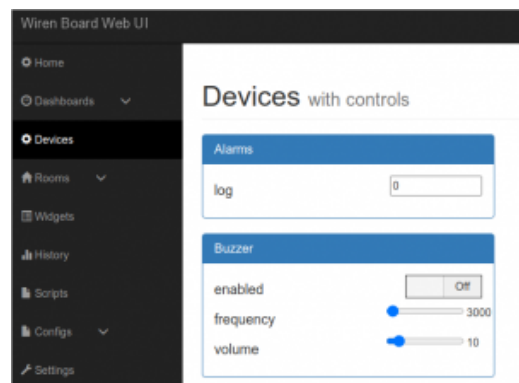 Wiren Board Web UI
Home
Dashboards
Devices
Rooms
Widgets
History
Scripts
Configs
Settings
Devices with controls
Alarms
log 0
Buzzer
enabled Off
frequency 3000
volume 10